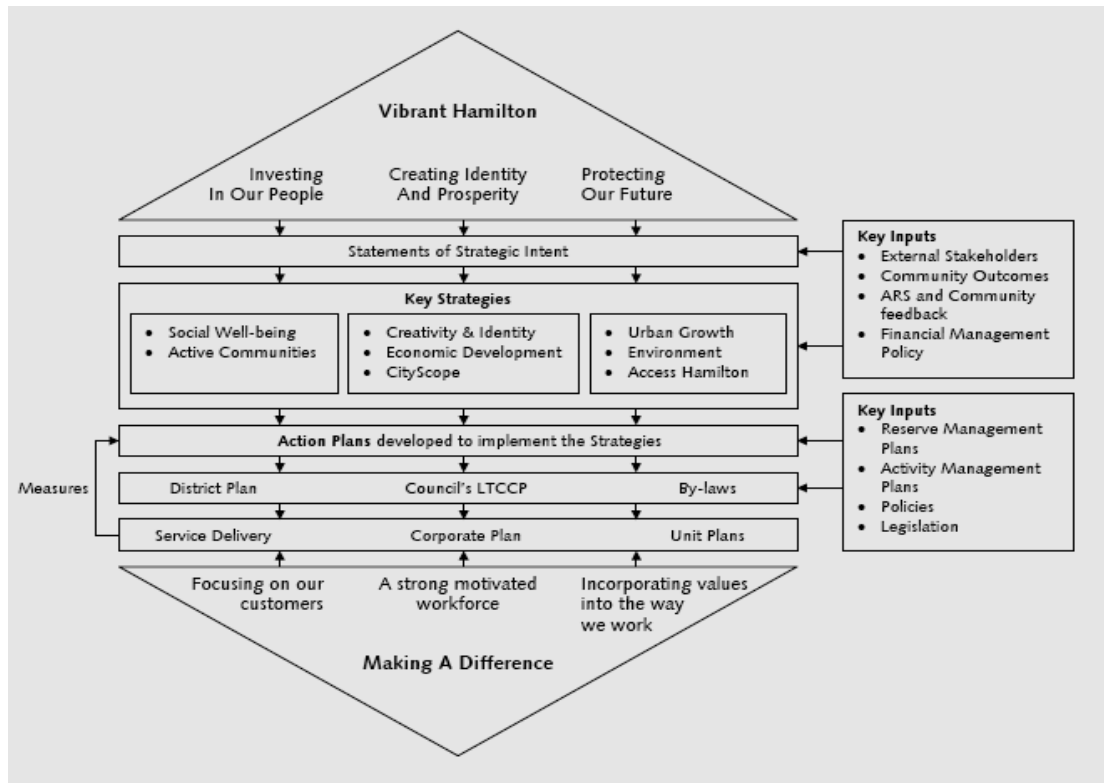 Vibrant Hamilton
Investing
In Our People
Creating Identity
And Prosperity
Protecting
Our Future
Statements of Strategic Intent
Key Strategies
• Social Well-being
• Active Communities
• Creativity & Identity
• Economic Development
• CityScope
• Urban Growth
• Environment
• Access Hamilton
Key Inputs
• External Stakeholders
• Community Outcomes
• ARS and Community
feedback
• Financial Management
Policy
Action Plans developed to implement the Strategies
Measures
District Plan
Council's LTCCP
By-laws
Service Delivery
Corporate Plan
Unit Plans
Key Inputs
• Reserve Management
Plans
• Activity Management
Plans
• Policies
• Legislation
Focusing on our
customers
A strong motivated
workforce
Incorporating values
into the way
we work
Making A Difference